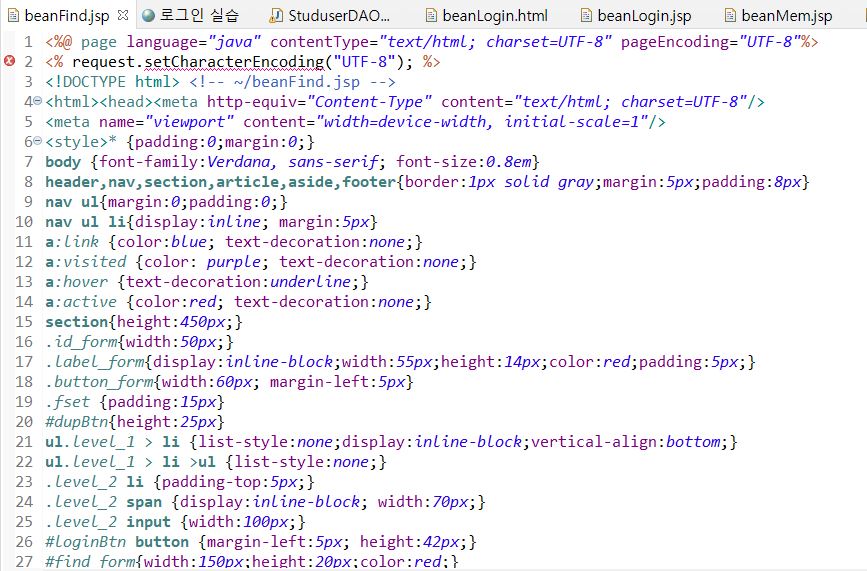 beanFind.jsp 로그인 실습 StuduserDAO... beanLogin.html beanLogin.jsp beanMem.jsp
1 <%@ page language="java" contentType="text/html; charset=UTF-8" pageEncoding="UTF-8"%>
2 <% request.setCharacterEncoding("UTF-8"); %>
3 <!DOCTYPE html> <!-- ~/beanFind.jsp -->
4 <html><head><meta http-equiv="Content-Type" content="text/html; charset=UTF-8"/>
5 <meta name="viewport" content="width=device-width, initial-scale=1"/>
6 <style>* {padding:0;margin:0;}
7 body {font-family:Verdana, sans-serif; font-size:0.8em}
8 header,nav,section,article,aside,footer{border:1px solid gray;margin:5px;padding:8px}
9 nav ul{margin:0;padding:0;}
10 nav ul li{display:inline; margin:5px}
11 a:link {color:blue; text-decoration:none;}
12 a:visited {color: purple; text-decoration:none;}
13 a:hover {text-decoration:underline;}
14 a:active {color:red; text-decoration:none;}
15 section{height:450px;}
16 .id_form{width:50px;}
17 .label_form{display:inline-block;width:55px;height:14px;color:red;padding:5px;}
18 .button_form{width:60px; margin-left:5px}
19 .fset {padding:15px}
20 #dupBtn{height:25px}
21 ul.level_1 > li {list-style:none;display:inline-block;vertical-align:bottom;}
22 ul.level_1 > li >ul {list-style:none;}
23 .level_2 li {padding-top:5px;}
24 .level_2 span {display:inline-block; width:70px;}
25 .level_2 input {width:100px;}
26 #loginBtn button {margin-left:5px; height:42px;}
27 #find_form{width:150px;height:20px;color:red;}